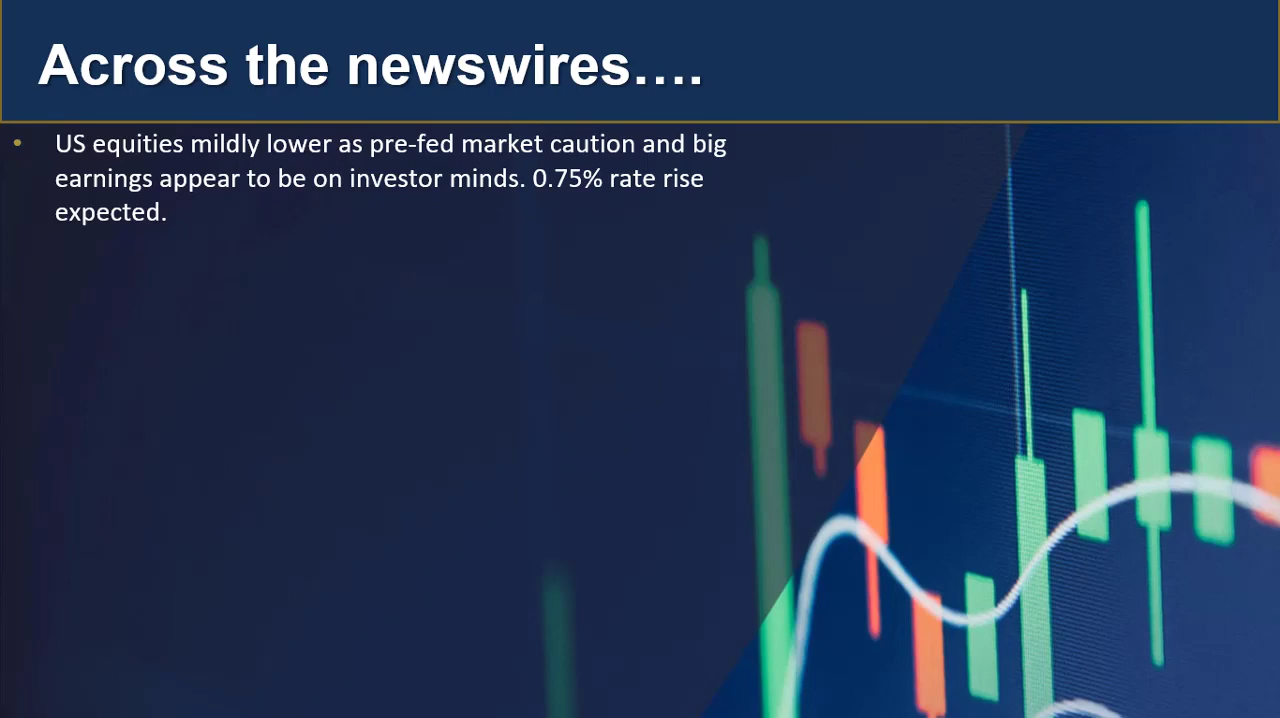 Across the newswires….
• US equities mildly lower as pre-fed market caution and big
earnings appear to be on investor minds. 0.75% rate rise
expected.